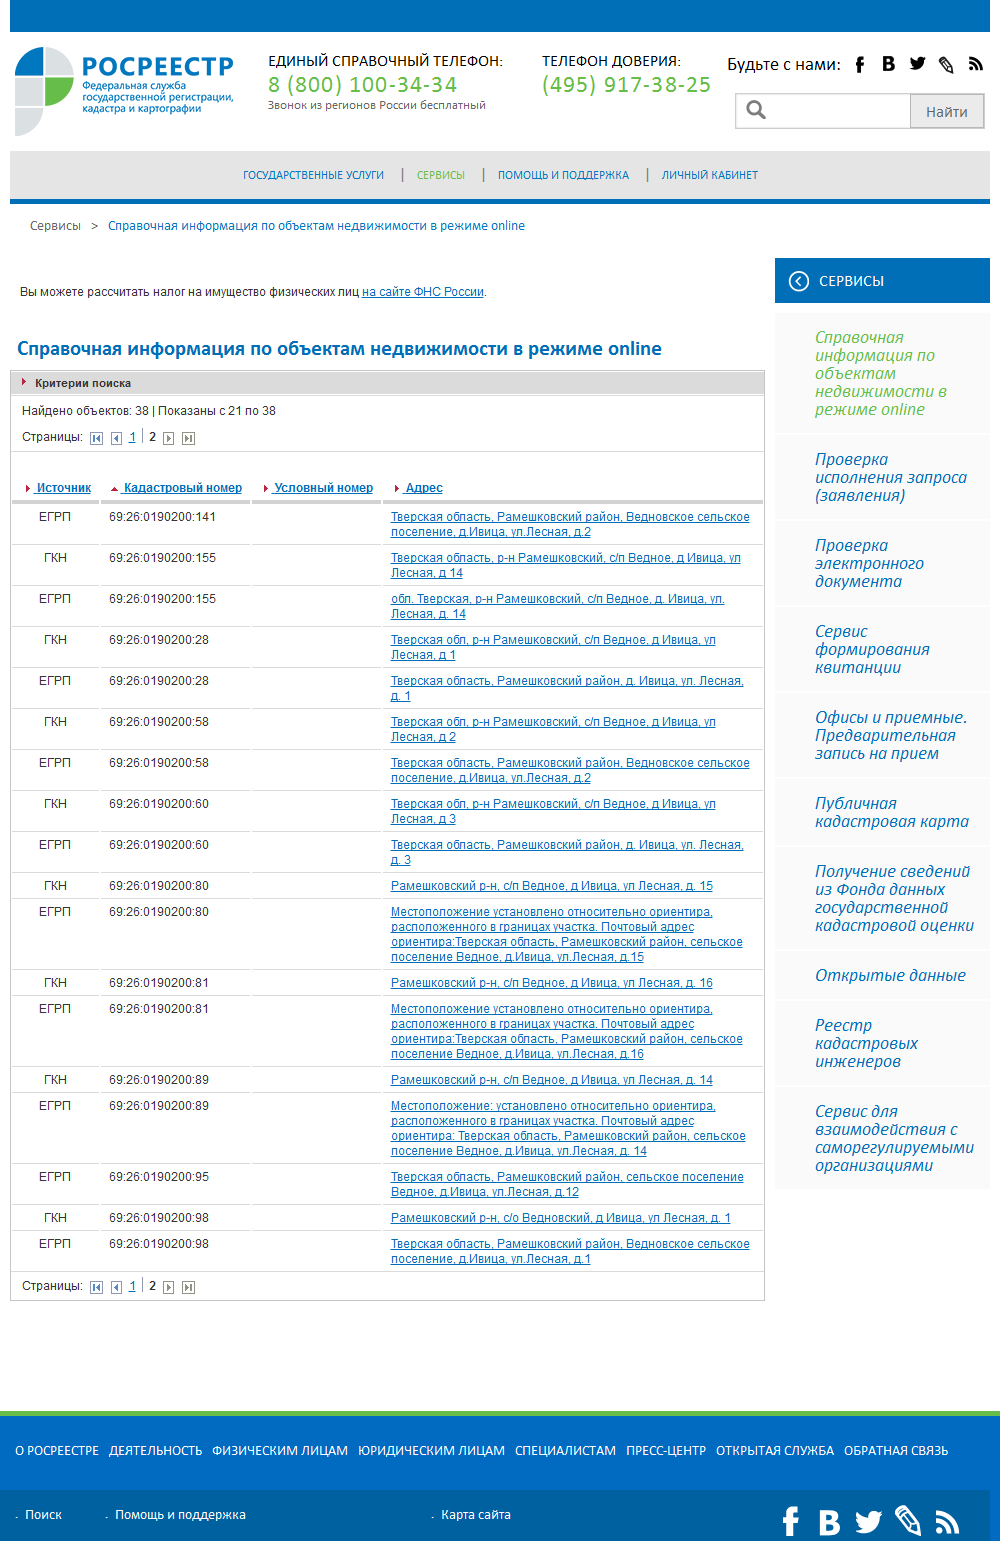 РОСРЕЕСТР
Федеральная служба
государственной регистрации,
кадастра и картографии
ЕДИНЫЙ СПРАВОЧНЫЙ ТЕЛЕФОН:
8 (800) 100-34-34
Звонок из регионов России бесплатный
ТЕЛЕФОН ДОВЕРИЯ:
(495) 917-38-25
Будьте с нами:
Найти
ГОСУДАРСТВЕННЫЕ УСЛУГИ | СЕРВИСЫ | ПОМОЩЬ И ПОДДЕРЖКА | ЛИЧНЫЙ КАБИНЕТ
Сервисы > Справочная информация по объектам недвижимости в режиме online
Вы можете рассчитать налог на имущество физических лиц на сайте ФНС России.
Справочная информация по объектам недвижимости в режиме online
Критерии поиска
Найдено объектов: 38 | Показаны с 21 по 38
Страницы: 1 | 2
Источник Кадастровый номер Условный номер Адрес
ЕГРП 69:26:0190200:141 Тверская область, Рамешковский район, Ведновское сельское
поселение, д.Ивица, ул.Лесная, д.2
ГКН 69:26:0190200:155 Тверская область, р-н Рамешковский, с/п Ведное, д Ивица, ул
Лесная, д 14
ЕГРП 69:26:0190200:155 обл. Тверская, р-н Рамешковский, с/п Ведное, д. Ивица, ул.
Лесная, д. 14
ГКН 69:26:0190200:28 Тверская обл, р-н Рамешковский, с/п Ведное, д Ивица, ул
Лесная, д 1
ЕГРП 69:26:0190200:28 Тверская область, Рамешковский район, д. Ивица, ул. Лесная,
д. 1
ГКН 69:26:0190200:58 Тверская обл, р-н Рамешковский, с/п Ведное, д Ивица, ул
Лесная, д 2
ЕГРП 69:26:0190200:58 Тверская область, Рамешковский район, Ведновское сельское
поселение, д.Ивица, ул.Лесная, д.2
ГКН 69:26:0190200:60 Тверская обл, р-н Рамешковский, с/п Ведное, д Ивица, ул
Лесная, д 3
ЕГРП 69:26:0190200:60 Тверская область, Рамешковский район, д. Ивица, ул. Лесная,
д. 3
ГКН 69:26:0190200:80 Рамешковский р-н, с/п Ведное, д Ивица, ул Лесная, д. 15
ЕГРП 69:26:0190200:80 Местоположение установлено относительно ориентира,
расположенного в границах участка. Почтовый адрес
ориентира:Тверская область, Рамешковский район, сельское
поселение Ведное, д.Ивица, ул.Лесная, д.15
ГКН 69:26:0190200:81 Рамешковский р-н, с/п Ведное, д Ивица, ул Лесная, д. 16
ЕГРП 69:26:0190200:81 Местоположение установлено относительно ориентира,
расположенного в границах участка. Почтовый адрес
ориентира:Тверская область, Рамешковский район, сельское
поселение Ведное, д.Ивица, ул.Лесная, д.16
ГКН 69:26:0190200:89 Рамешковский р-н, с/п Ведное, д Ивица, ул Лесная, д. 14
ЕГРП 69:26:0190200:89 Местоположение: установлено относительно ориентира,
расположенного в границах участка. Почтовый адрес
ориентира: Тверская область, Рамешковский район, сельское
поселение Ведное, д.Ивица, ул.Лесная, д. 14
ЕГРП 69:26:0190200:95 Тверская область, Рамешковский район, сельское поселение
Ведное, д.Ивица, ул.Лесная, д.12
ГКН 69:26:0190200:98 Рамешковский р-н, с/о Ведновский, д Ивица, ул Лесная, д. 1
ЕГРП 69:26:0190200:98 Тверская область, Рамешковский район, Ведновское сельское
поселение, д.Ивица, ул.Лесная, д.1
Страницы: 1 | 2
СЕРВИСЫ
Справочная
информация по
объектам
недвижимости в
режиме online
Проверка
исполнения запроса
(заявления)
Проверка
электронного
документа
Сервис
формирования
квитанции
Офисы и приемные.
Предварительная
запись на прием
Публичная
кадастровая карта
Получение сведений
из Фонда данных
государственной
кадастровой оценки
Открытые данные
Реестр
кадастровых
инженеров
Сервис для
взаимодействия с
саморегулируемыми
организациями
О РОСРЕЕСТРЕ ДЕЯТЕЛЬНОСТЬ ФИЗИЧЕСКИМ ЛИЦАМ ЮРИДИЧЕСКИМ ЛИЦАМ СПЕЦИАЛИСТАМ ПРЕСС-ЦЕНТР ОТКРЫТАЯ СЛУЖБА ОБРАТНАЯ СВЯЗЬ
- Поиск - Помощь и поддержка - Карта сайта